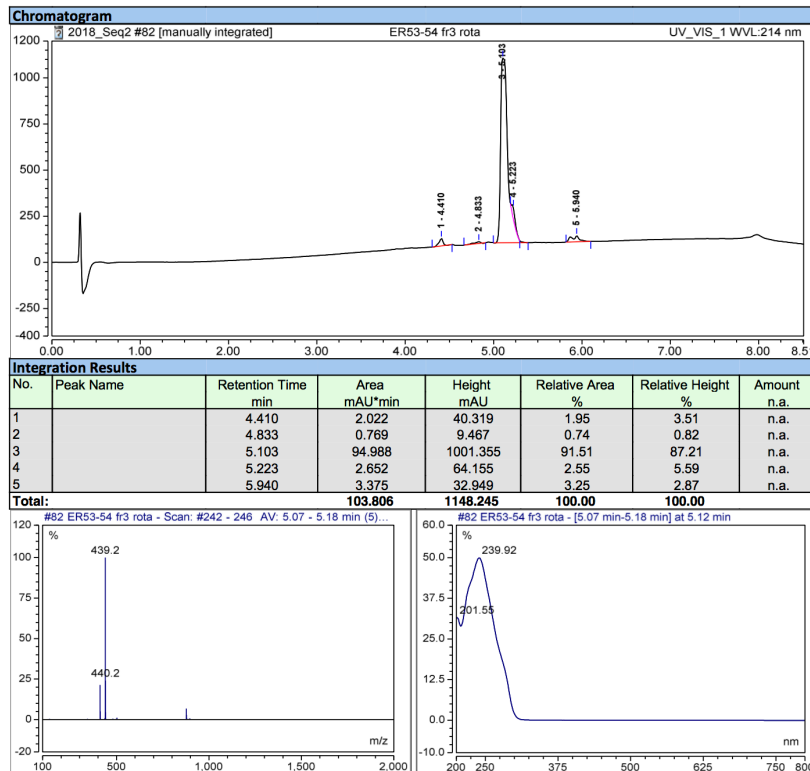 Chromatogram
2018_Seq2 #82 [manually integrated] ER53-54 fr3 rota UV_VIS_1 WVL:214 nm
1200
750
500
250
0
-200
-400
1 - 4.410
2 - 4.833
3 - 5.103
4 - 5.223
5 - 5.940
0.00 1.00 2.00 3.00 4.00 5.00 6.00 7.00 8.00 8.5
Integration Results
No. Peak Name Retention Time Area Height Relative Area Relative Height Amount
min mAU*min mAU % % n.a.
1 4.410 2.022 40.319 1.95 3.51 n.a.
2 4.833 0.769 9.467 0.74 0.82 n.a.
3 5.103 94.988 1001.355 91.51 87.21 n.a.
4 5.223 2.652 64.155 2.55 5.59 n.a.
5 5.940 3.375 32.949 3.25 2.87 n.a.
Total: 103.806 1148.245 100.00 100.00
#82 ER53-54 fr3 rota - Scan: #242 - 246 AV: 5.07 - 5.18 min (5)...
120
100
75
50
25
0
-20
%
439.2
440.2
m/z
100 500 1,000 1,500 2,000
#82 ER53-54 fr3 rota - [5.07 min-5.18 min] at 5.12 min
60.0
50.0
37.5
25.0
12.5
0.0
-10.0
%
239.92
201.55
nm
200 250 375 500 625 750 800